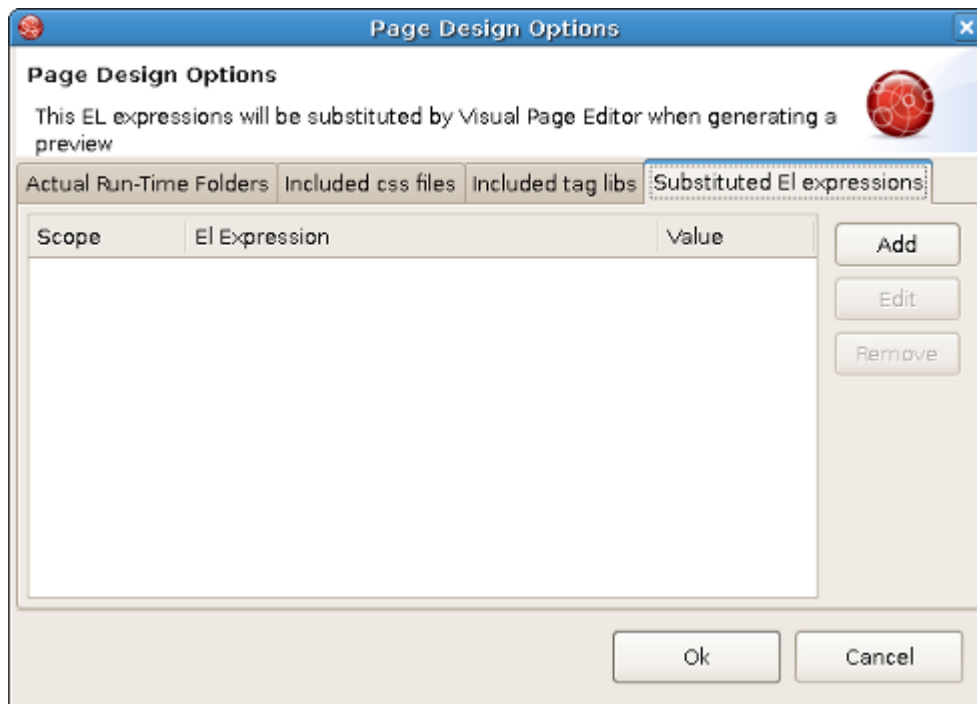 Page Design Options
Page Design Options
This EL expressions will be substituted by Visual Page Editor when generating a
preview
Actual Run-Time Folders Included css files Included tag libs Substituted El expressions
Scope El Expression Value Add
Edit
Remove
Ok Cancel